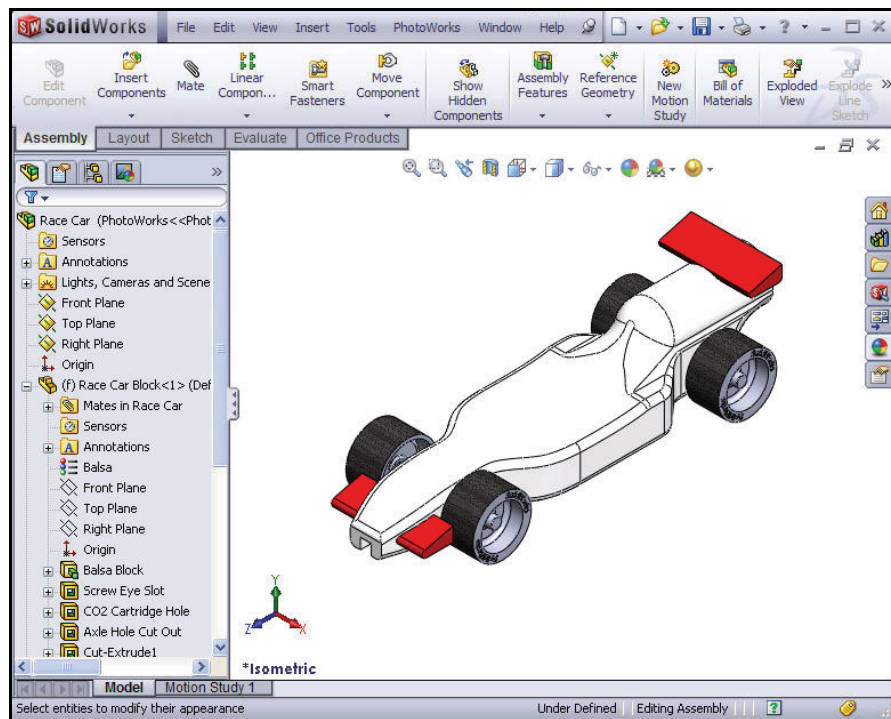 SolidWorks File Edit View Insert Tools PhotoWorks Window Help
Edit Component
Insert Components
Mate
Linear Compon...
Smart Fasteners
Move Component
Show Hidden Components
Assembly Features
Reference Geometry
New Motion Study
Bill of Materials
Exploded View
Explode Line Sketch
Assembly Layout Sketch Evaluate Office Products
Race Car (PhotoWorks<<Phot
Sensors
Annotations
Lights, Cameras and Scene
Front Plane
Top Plane
Right Plane
Origin
(f) Race Car Block<1> (Def
Mates in Race Car
Sensors
Annotations
Balsa
Front Plane
Top Plane
Right Plane
Origin
Balsa Block
Screw Eye Slot
CO2 Cartridge Hole
Axle Hole Cut Out
Cut-Extrude1
Y
Z X
*Isometric
Model Motion Study 1
Select entities to modify their appearance Under Defined Editing Assembly